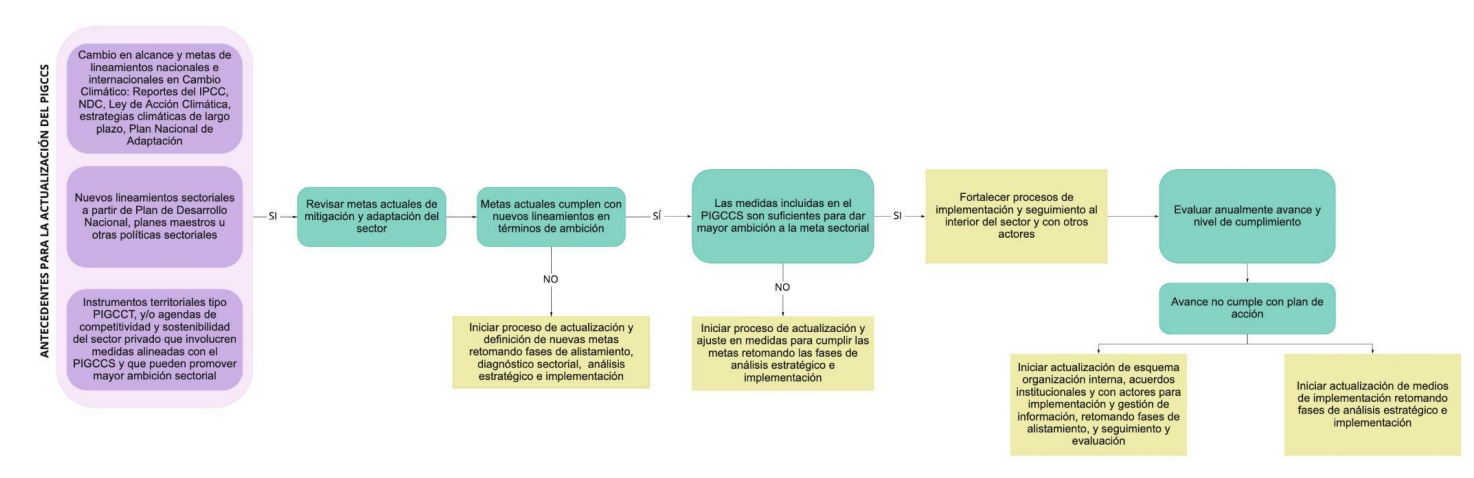 ANTECEDENTES PARA LA ACTUALIZACIÓN DEL PIGCCS
Cambio en alcance y metas de
lineamientos nacionales e
internacionales en Cambio
Climático: Reportes del IPCC,
NDC, Ley de Acción Climática,
estrategias climáticas de largo
plazo, Plan Nacional de
Adaptación
Nuevos lineamientos sectoriales
a partir de Plan de Desarrollo
Nacional, planes maestros u
otras políticas sectoriales
Instrumentos territoriales tipo
PIGCCT, y/o agendas de
competitividad y sostenibilidad
del sector privado que involucren
medidas alineadas con el
PIGCCS y que pueden promover
mayor ambición sectorial
SI
Revisar metas actuales de
mitigación y adaptación del
sector
Metas actuales cumplen con
nuevos lineamientos en
términos de ambición
NO
Iniciar proceso de actualización y
definición de nuevas metas
retomando fases de alistamiento,
diagnóstico sectorial, análisis
estratégico e implementación
SÍ
Las medidas incluidas en el
PIGCCS son suficientes para dar
mayor ambición a la meta sectorial
NO
Iniciar proceso de actualización y
ajuste en medidas para cumplir las
metas retomando las fases de
análisis estratégico e
implementación
SI
Fortalecer procesos de
implementación y seguimiento al
interior del sector y con otros
actores
Evaluar anualmente avance y
nivel de cumplimiento
Avance no cumple con plan de
acción
Iniciar actualización de esquema
organización interna, acuerdos
institucionales y con actores para
implementación y gestión de
información, retomando fases de
alistamiento, y seguimiento y
evaluación
Iniciar actualización de medios
de implementación retomando
fases de análisis estratégico e
implementación